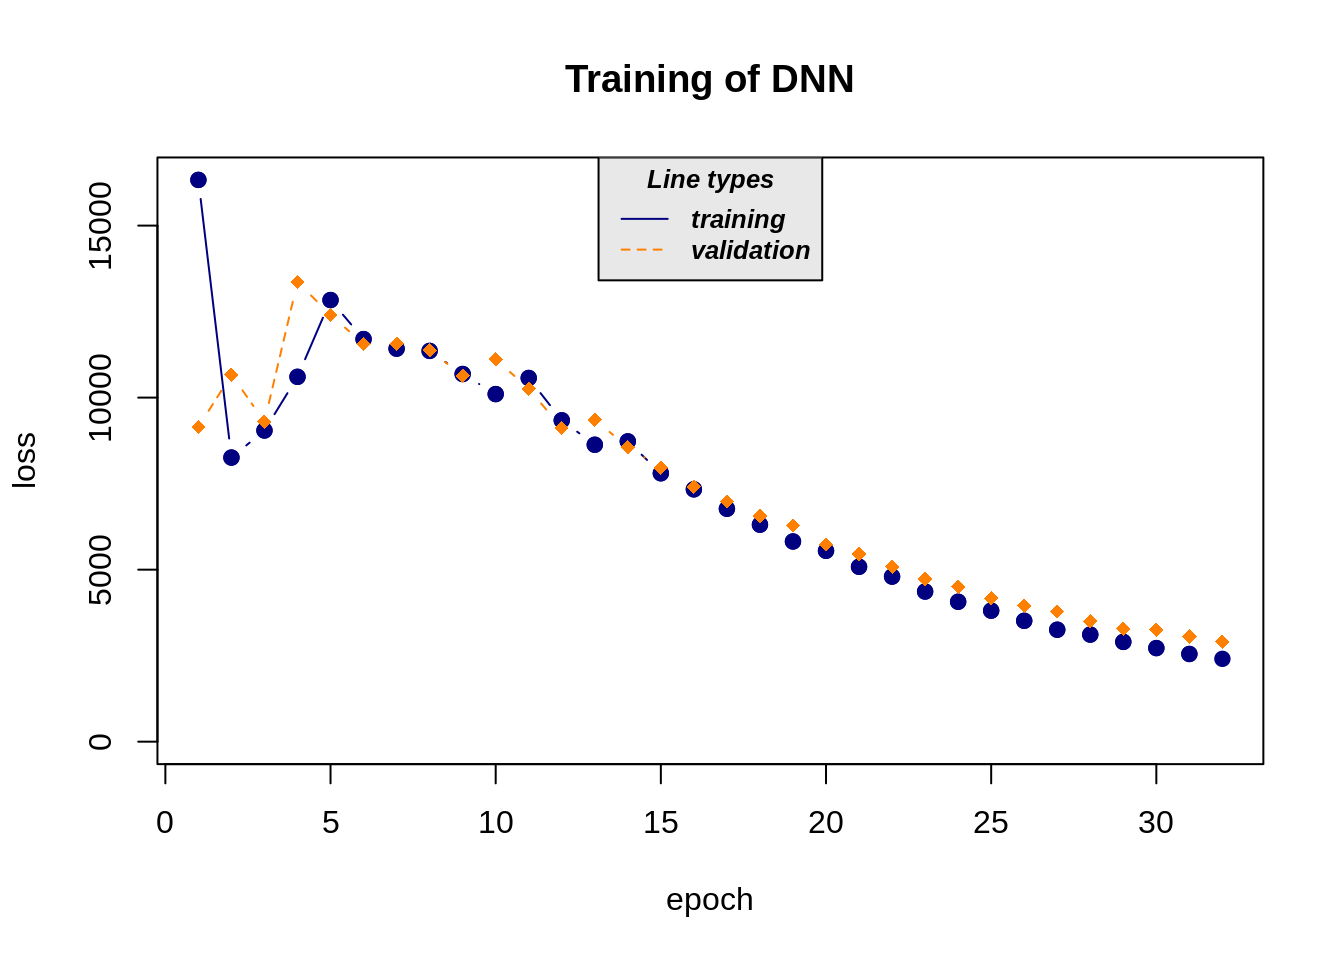 Training of DNN
Line types
training
validation
loss
15000
10000
5000
0
0 5 10 15 20 25 30
epoch